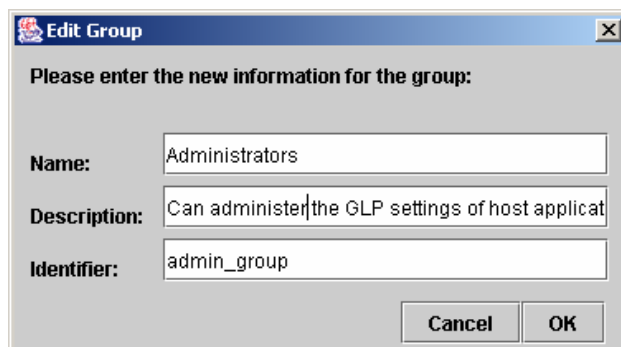 Edit Group
Please enter the new information for the group:
Name: Administrators
Description: Can administer the GLP settings of host applicat
Identifier: admin_group
Cancel OK